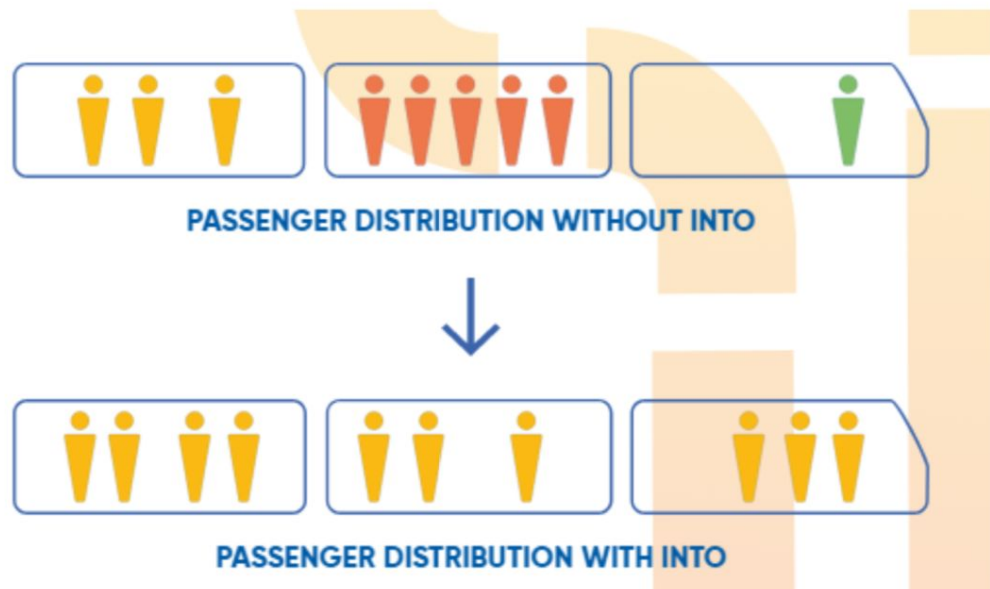 PASSENGER DISTRIBUTION WITHOUT INTO
PASSENGER DISTRIBUTION WITH INTO